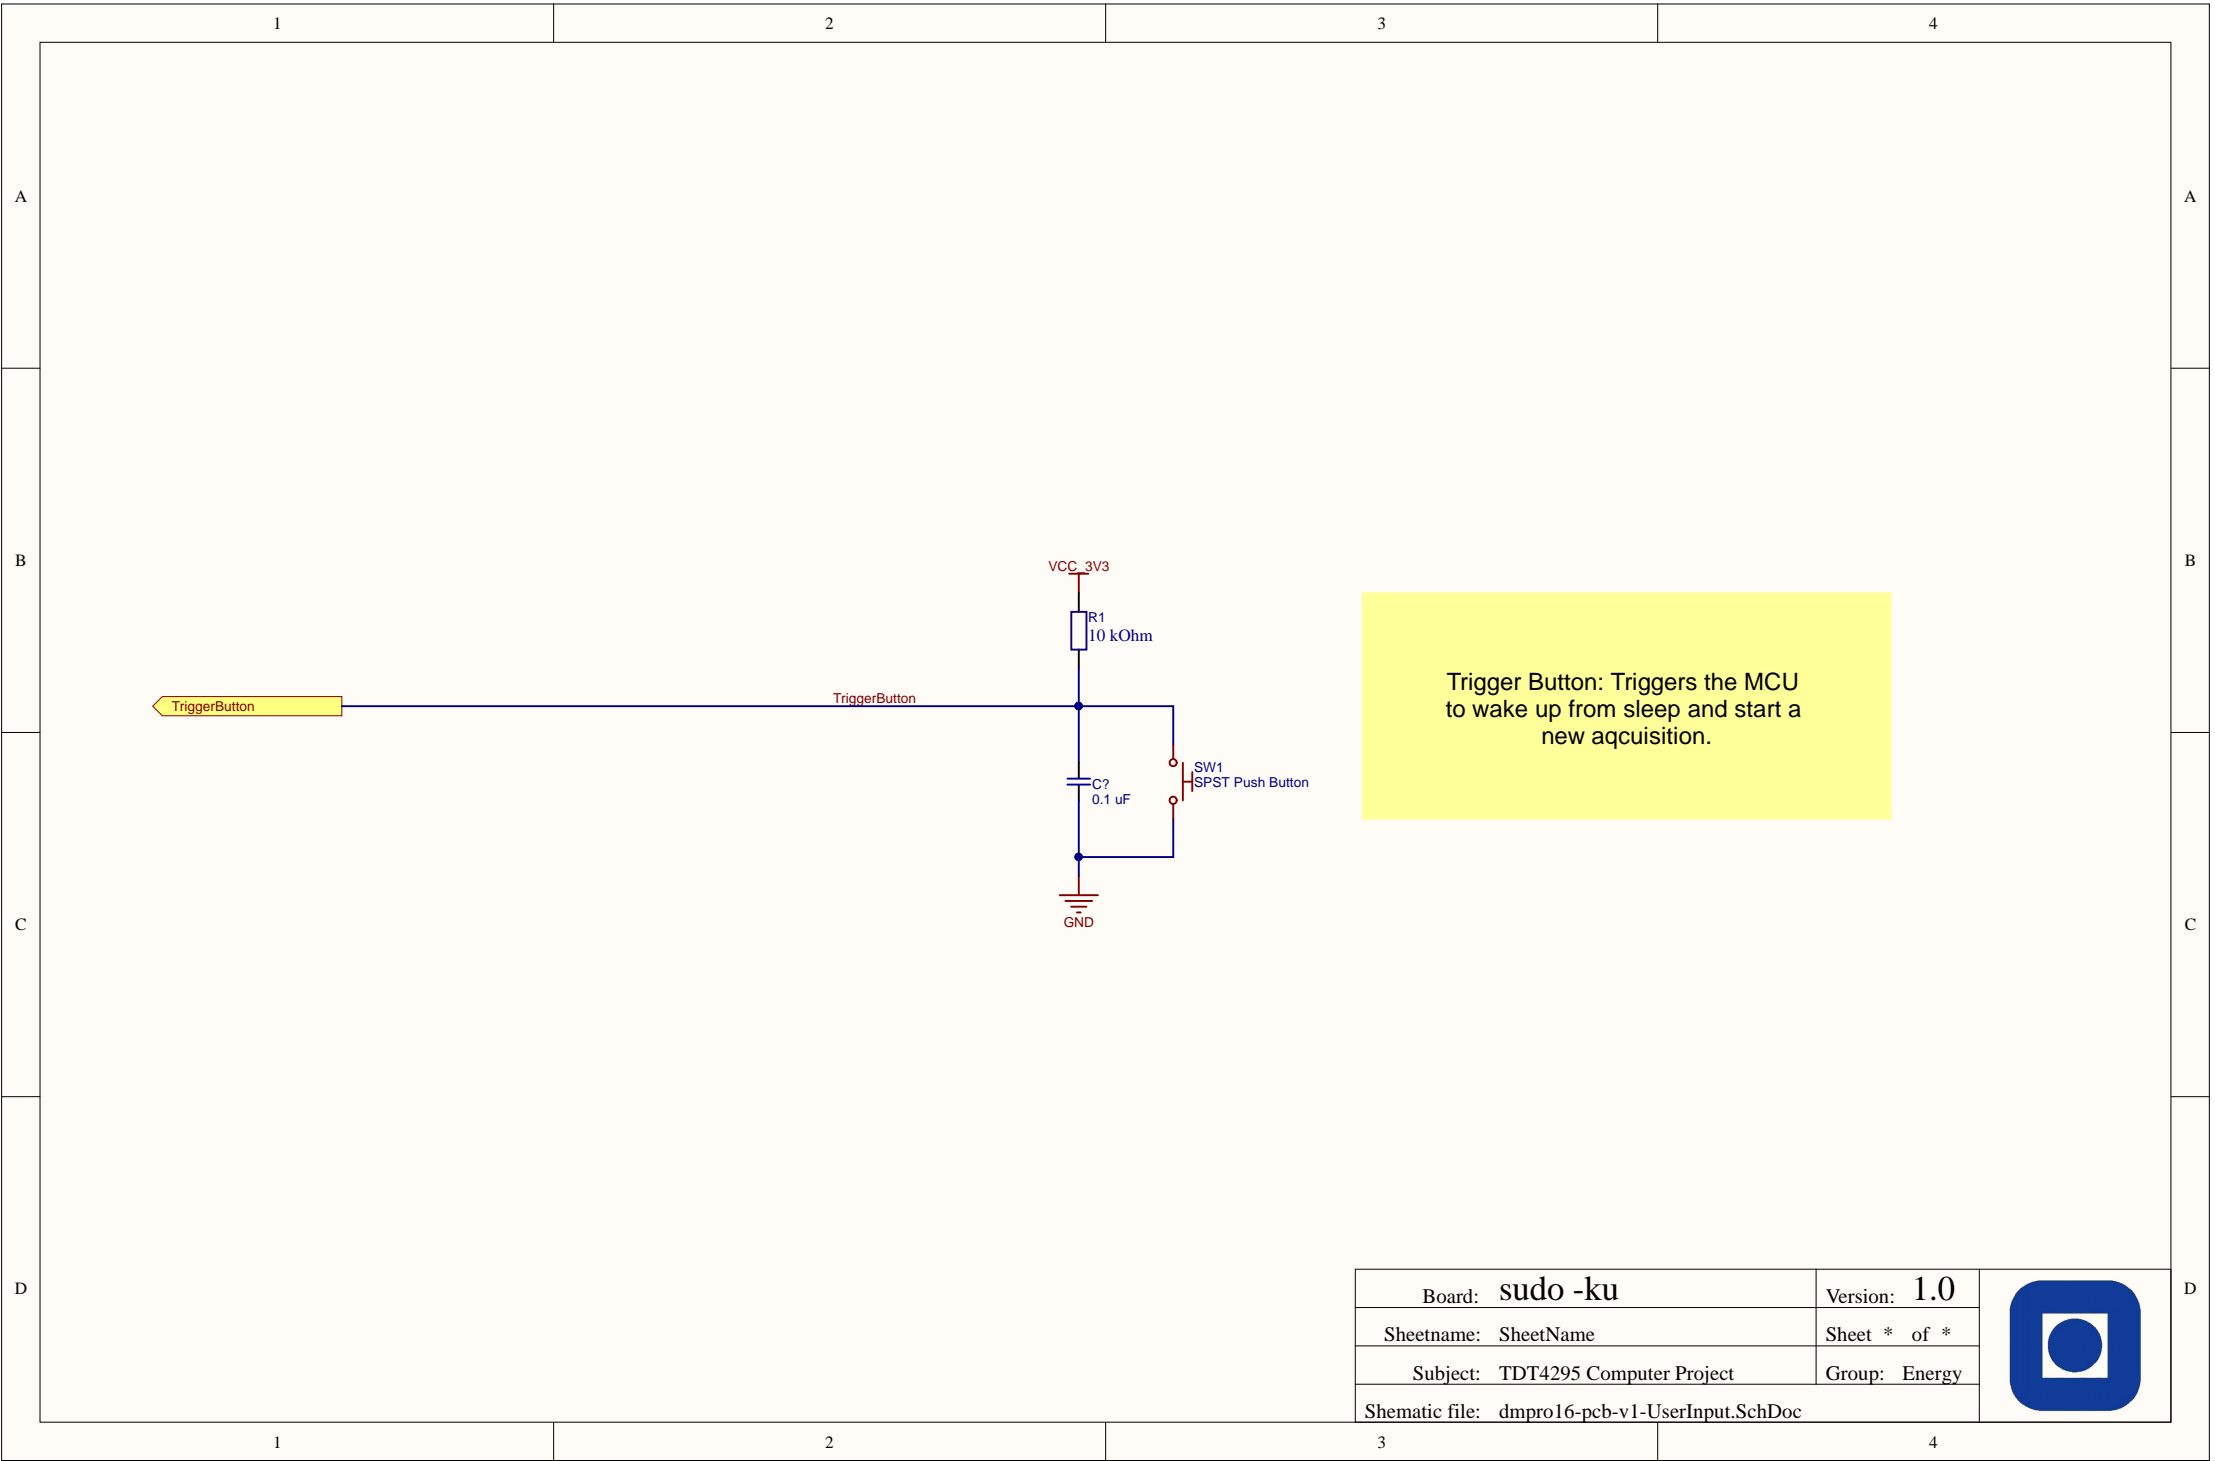 1 2 3 4
A A
VCC_3V3
B B
R1
10 kOhm
Trigger Button: Triggers the MCU
to wake up from sleep and start a
new aqcuisition.
TriggerButton TriggerButton
SW1
SPST Push Button
C?
0.1 uF
GND
C C
D D
Board: sudo -ku Version: 1.0
Sheetname: SheetName Sheet * of *
Subject: TDT4295 Computer Project Group: Energy
Shematic file: dmpro16-pcb-v1-UserInput.SchDoc
1 2 3 4